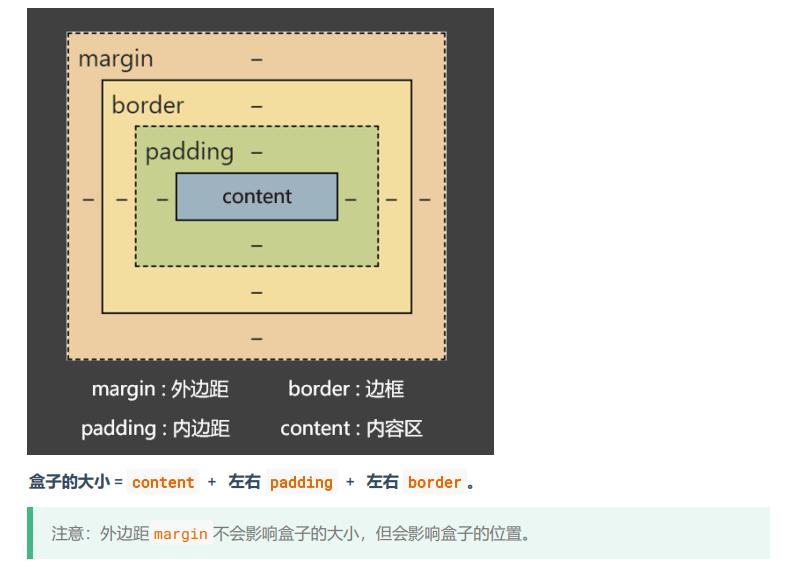 margin –
border –
padding –
– – – content – – –
–
–
–
margin : 外边距 border : 边框
padding : 内边距 content : 内容区
盒子的大小 = content + 左右 padding + 左右 border 。
注意：外边距 margin 不会影响盒子的大小，但会影响盒子的位置。